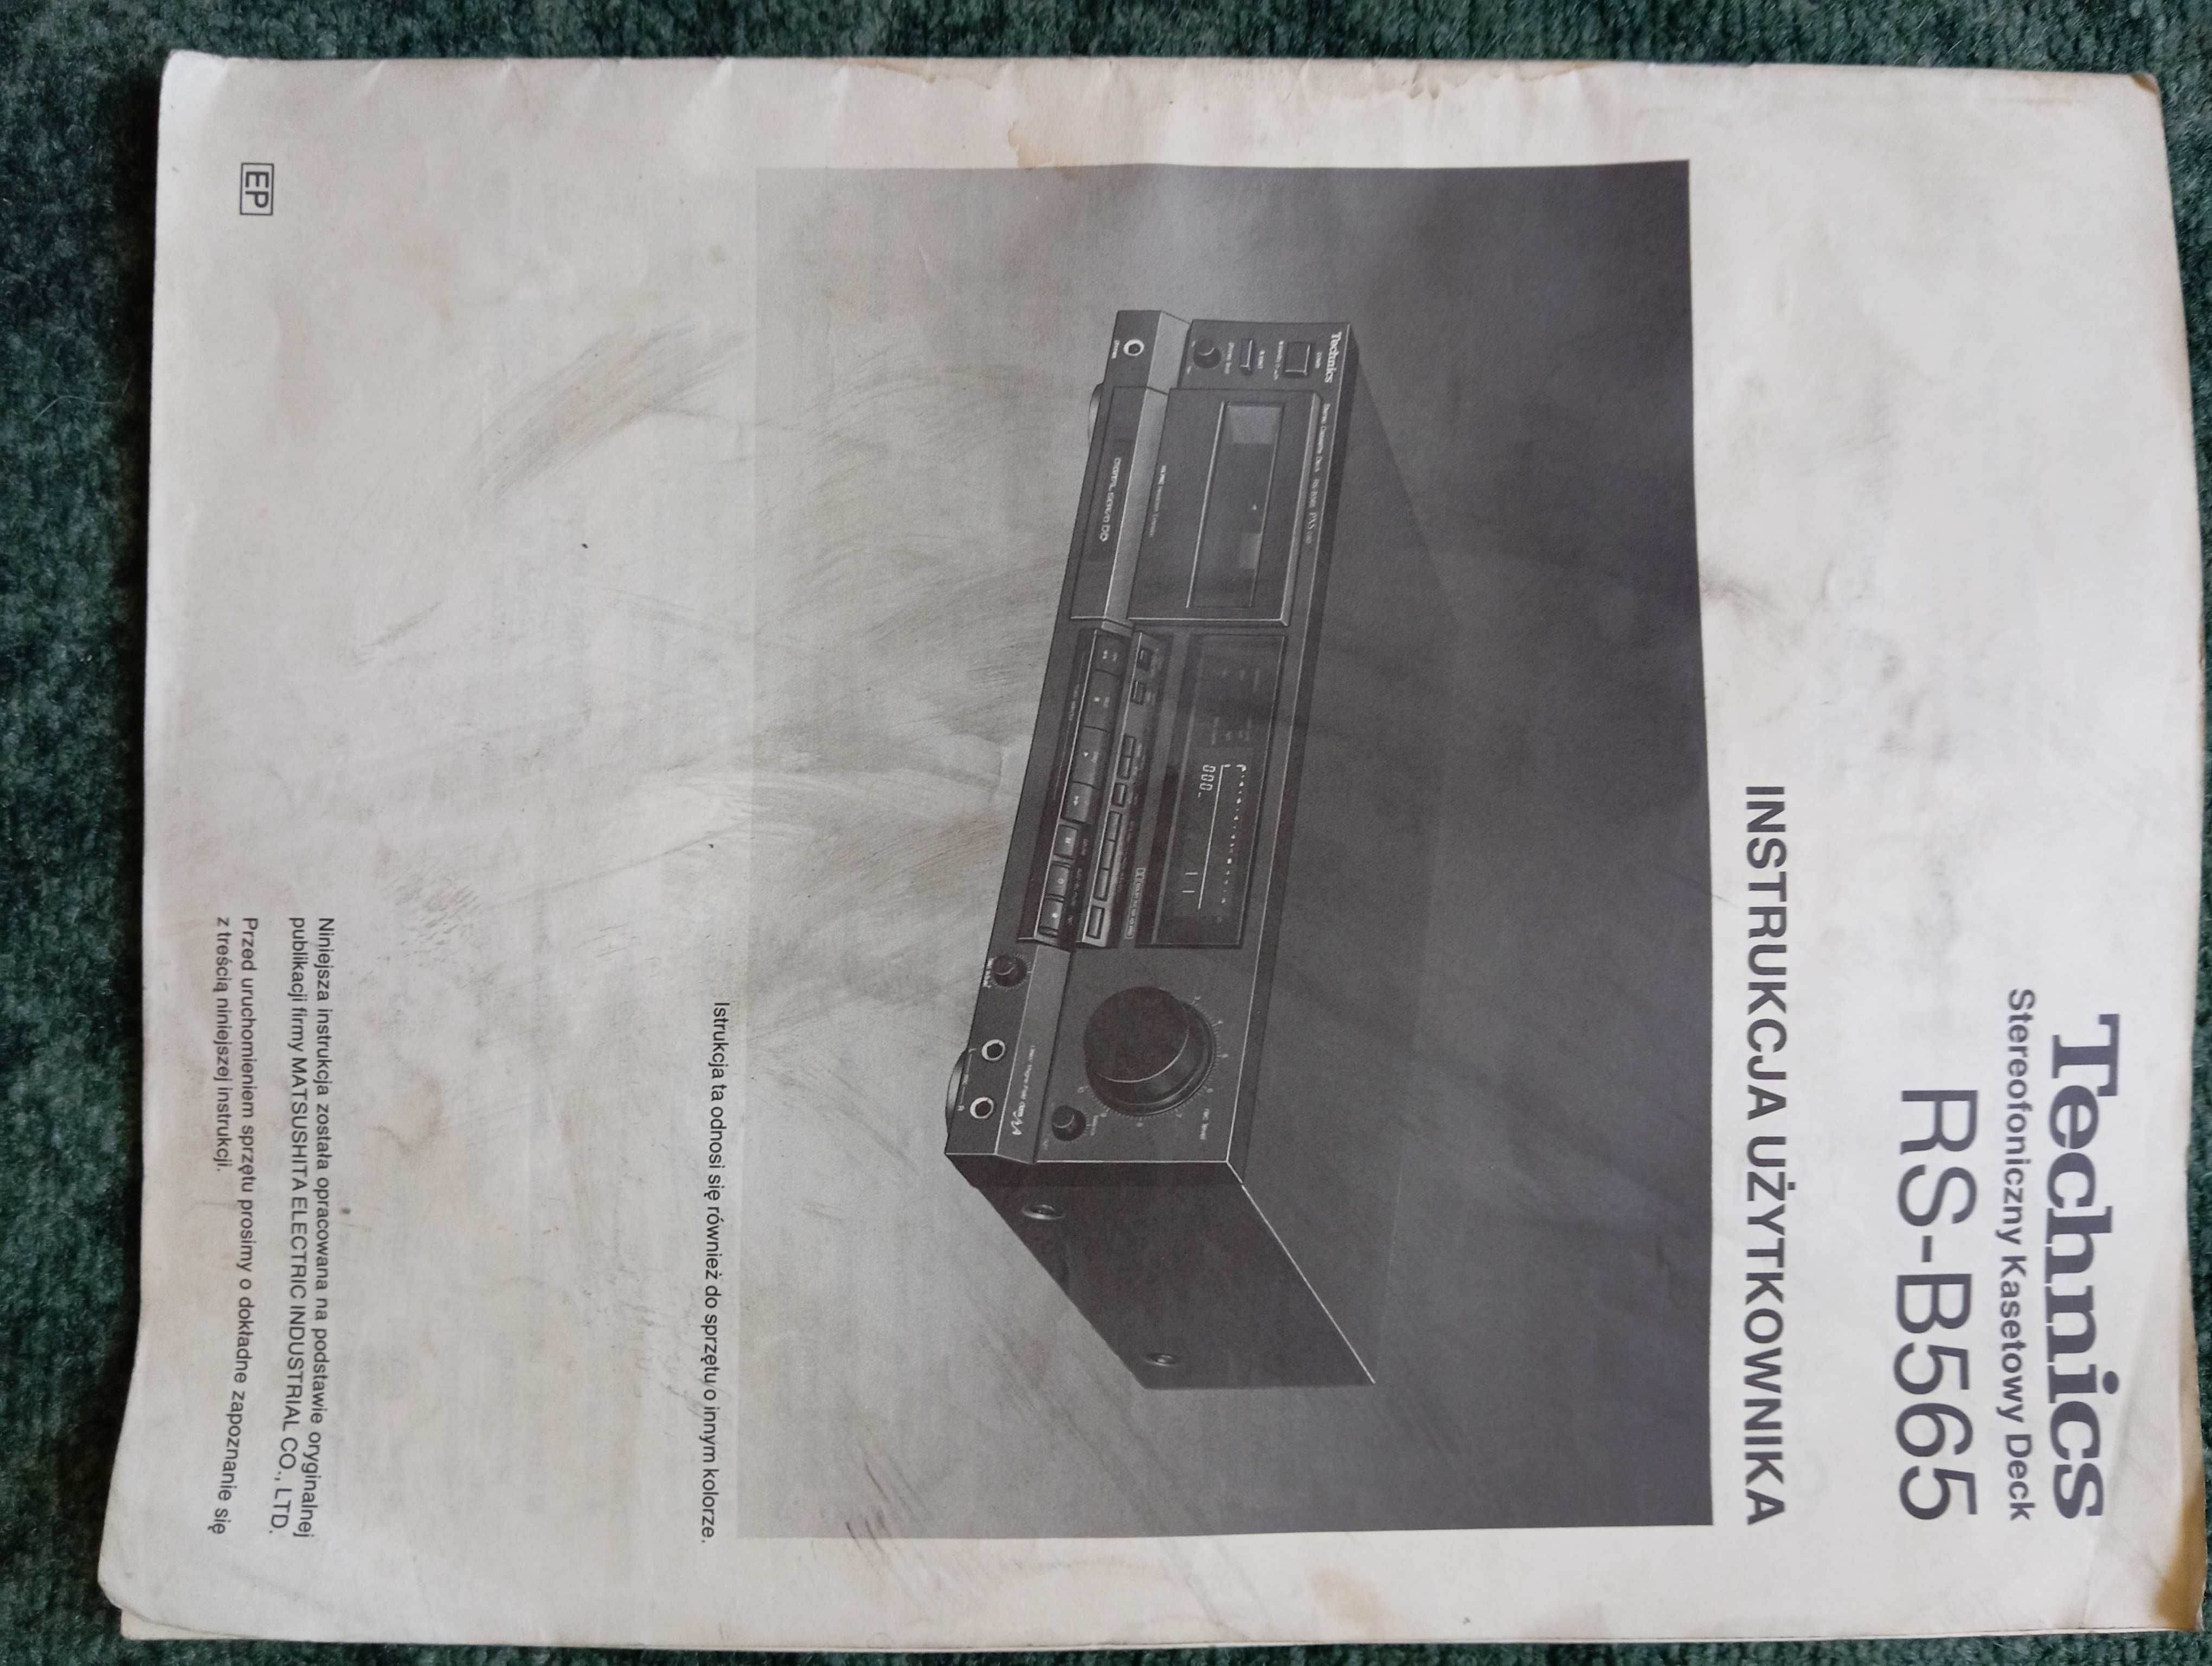 Technics
Stereofoniczny Kasetowy Deck
RS-B565
INSTRUKCJA UŻYTKOWNIKA
Technics
000
Istrukcja ta odnosi się również do sprzętu o innym kolorze.
Niniejsza instrukcja została opracowana na podstawie oryginalnej
publikacji firmy MATSUSHITA ELECTRIC INDUSTRIAL CO., LTD.
Przed uruchomieniem sprzętu prosimy o dokładne zapoznanie się
z treścią niniejszej instrukcji.
EP